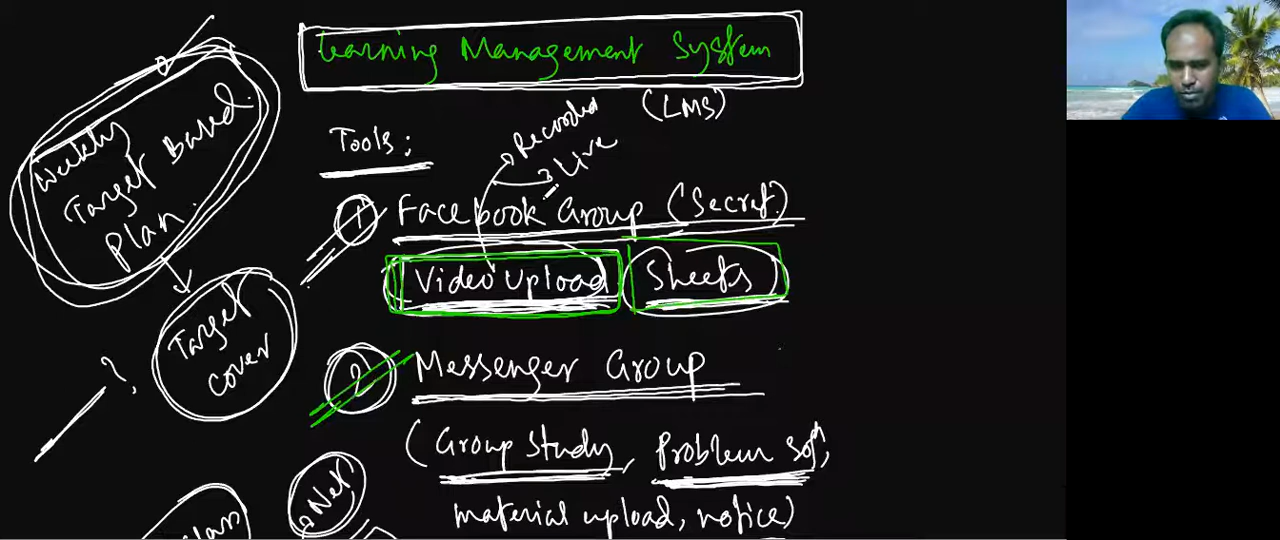 Learning Management System
(LMS)
Tools:
Recorded
Live
1 Facebook Group (Secret)
Video Upload Sheets
2 Messenger Group
(Group Study, Problem Soln,
material upload, notice)
Weekly
Target Based
Plan.
Target
cover
?